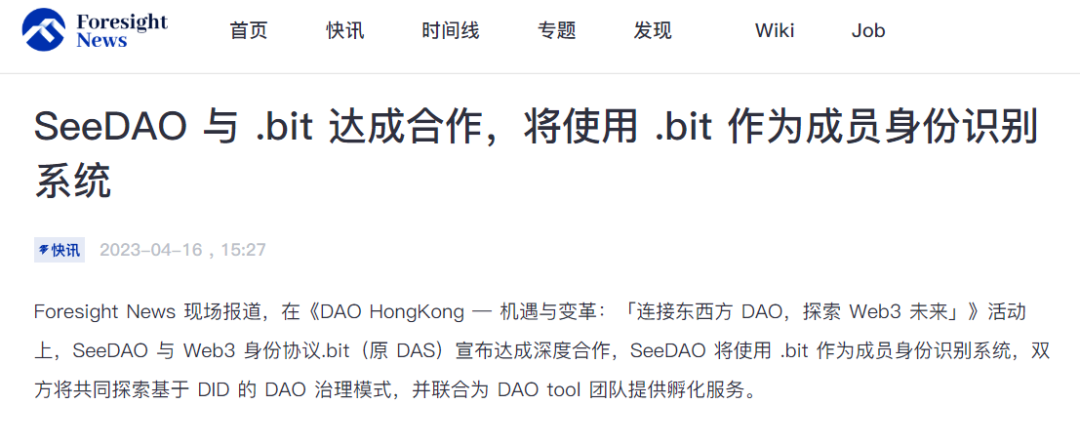 Foresight News
首页 快讯 时间线 专题 发现 Wiki Job
SeeDAO 与 .bit 达成合作，将使用 .bit 作为成员身份识别
系统
快讯 2023-04-16，15:27
Foresight News 现场报道，在《DAO HongKong — 机遇与变革：「连接东西方 DAO，探索 Web3 未来」》活动
上，SeeDAO 与 Web3 身份协议.bit（原 DAS）宣布达成深度合作，SeeDAO 将使用 .bit 作为成员身份识别系统，双
方将共同探索基于 DID 的 DAO 治理模式，并联合为 DAO tool 团队提供孵化服务。